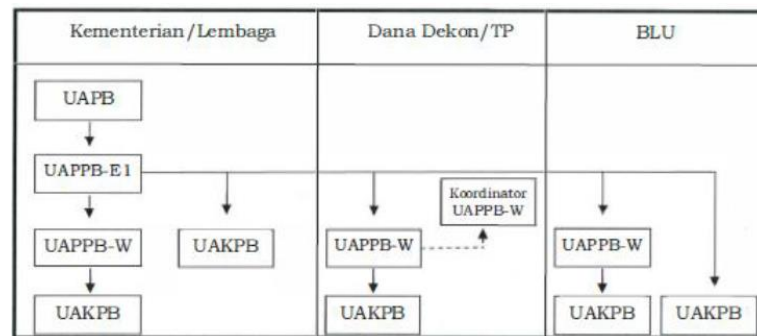 Kementerian/Lembaga
Dana Dekon/TP
BLU
UAPB
UAPPB-E1
Koordinator
UAPPB-W
UAPPB-W
UAKPB
UAPPB-W
UAPPB-W
UAKPB
UAKPB
UAKPB
UAKPB